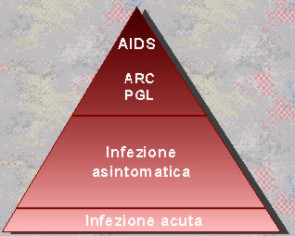 AIDS
ARC
PGL
Infezione
asintomatica
Infezione acuta